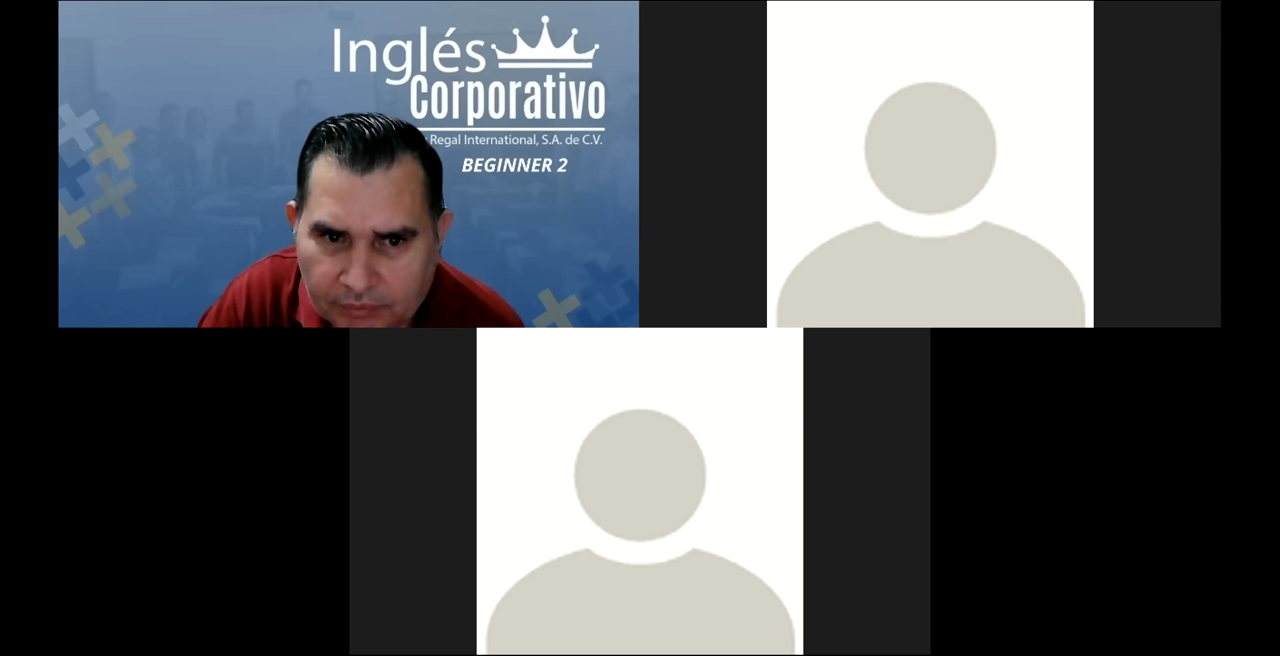 Inglés
Corporativo
Regal International, S.A. de C.V.
BEGINNER 2